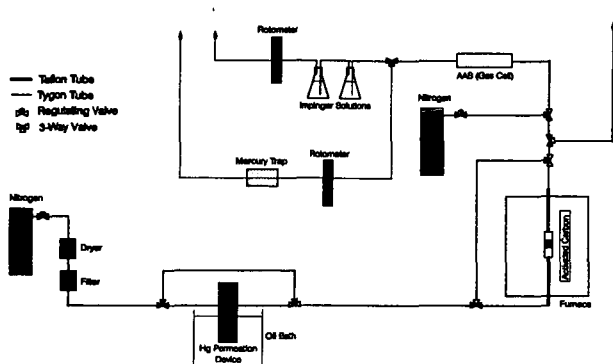 Rotometer
Teflon Tube
Tygon Tube
Regulating Valve
3-Way Valve
Impinger Solutions
AAS (Gas Cell)
Nitrogen
Mercury Trap
Rotometer
Nitrogen
Dryer
Filter
Activated Carbon
Furnace
Oil Bath
Hg Permeation
Device